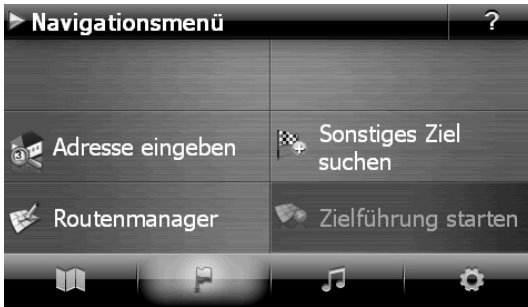 Navigationsmenü ?
Adresse eingeben
Sonstiges Ziel
suchen
Routenmanager
Zielführung starten